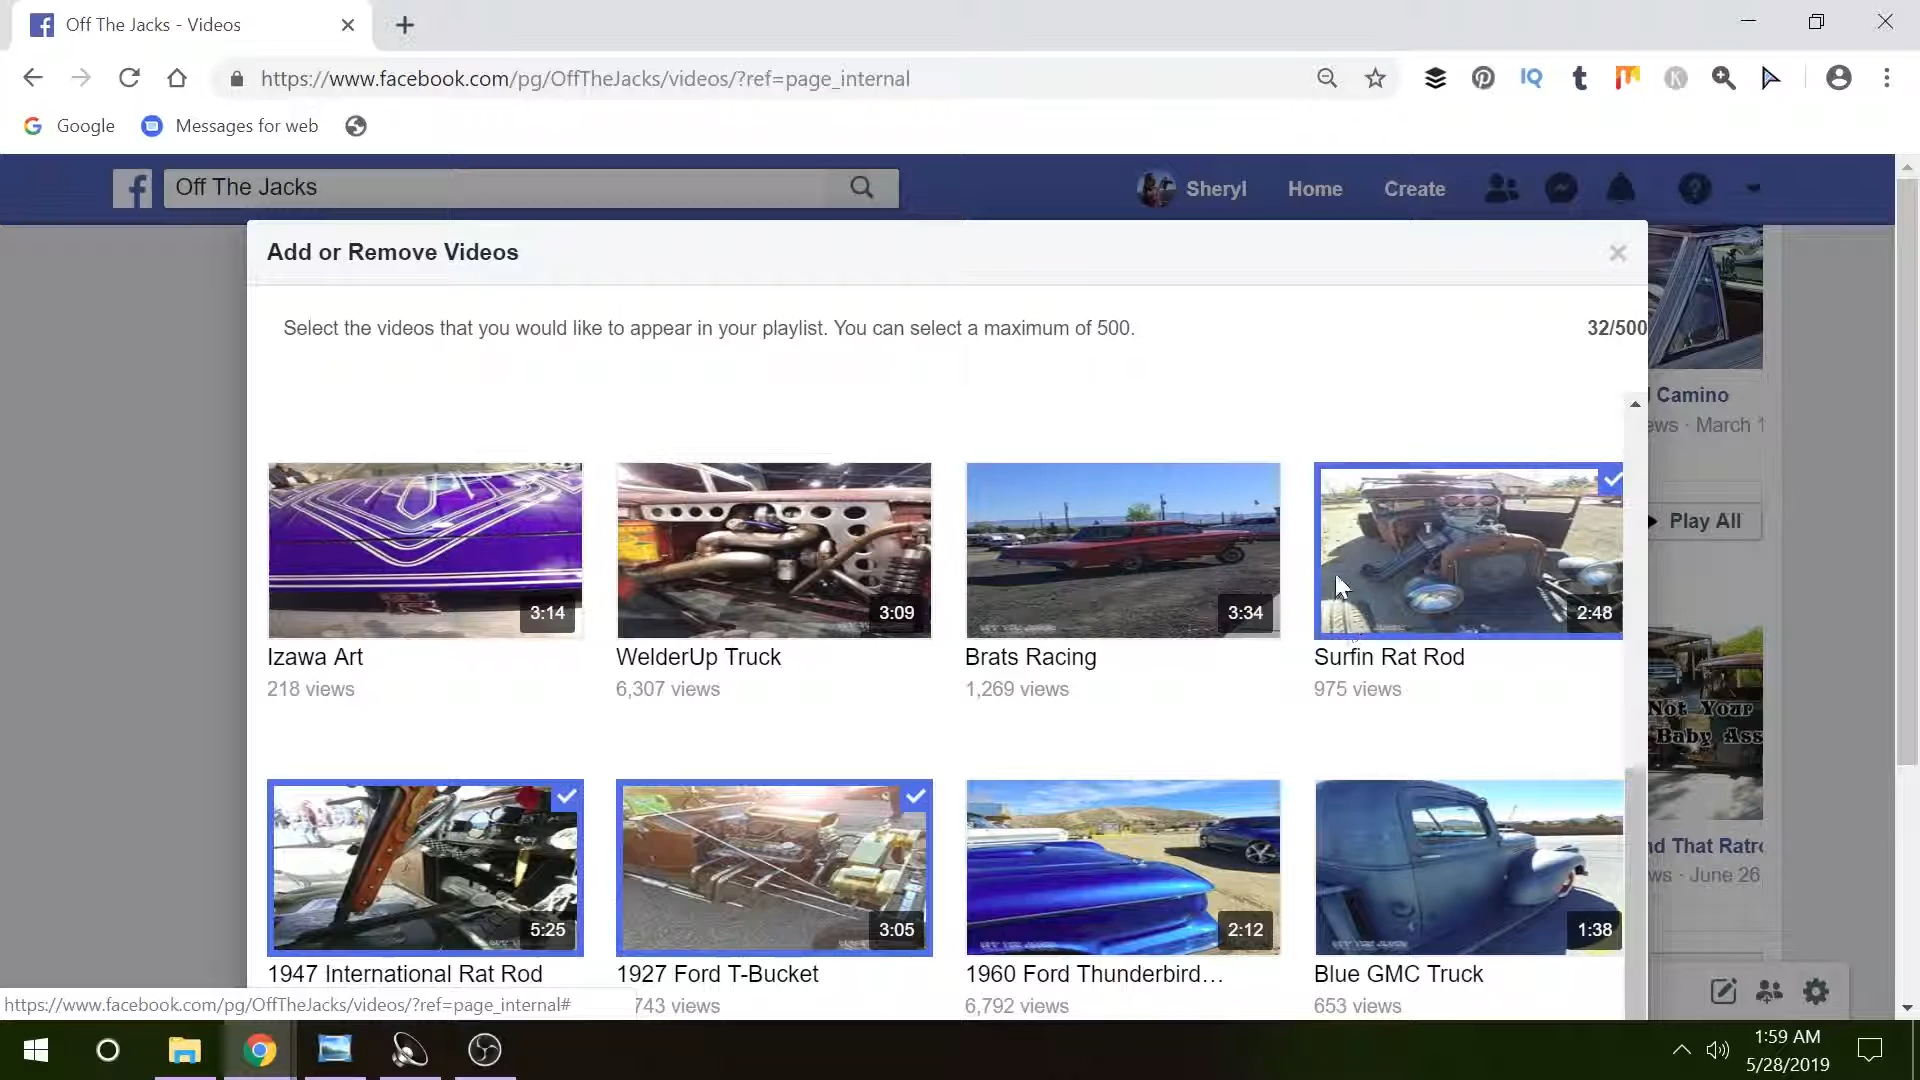 Off The Jacks - Videos
https://www.facebook.com/pg/OffTheJacks/videos/?ref=page_internal
Google
Messages for web
Off The Jacks
Sheryl
Home
Create
Add or Remove Videos
Select the videos that you would like to appear in your playlist. You can select a maximum of 500.
32/500
Camino
ews · March 1
Play All
3:14
3:09
3:34
2:48
Izawa Art
WelderUp Truck
Brats Racing
Surfin Rat Rod
218 views
6,307 views
1,269 views
975 views
Not Your
Baby Ass
nd That Ratro
ws · June 26
5:25
3:05
2:12
1:38
1947 International Rat Rod
1927 Ford T-Bucket
1960 Ford Thunderbird...
Blue GMC Truck
https://www.facebook.com/pg/OffTheJacks/videos/?ref=page_internal#
743 views
6,792 views
653 views
1:59 AM
5/28/2019